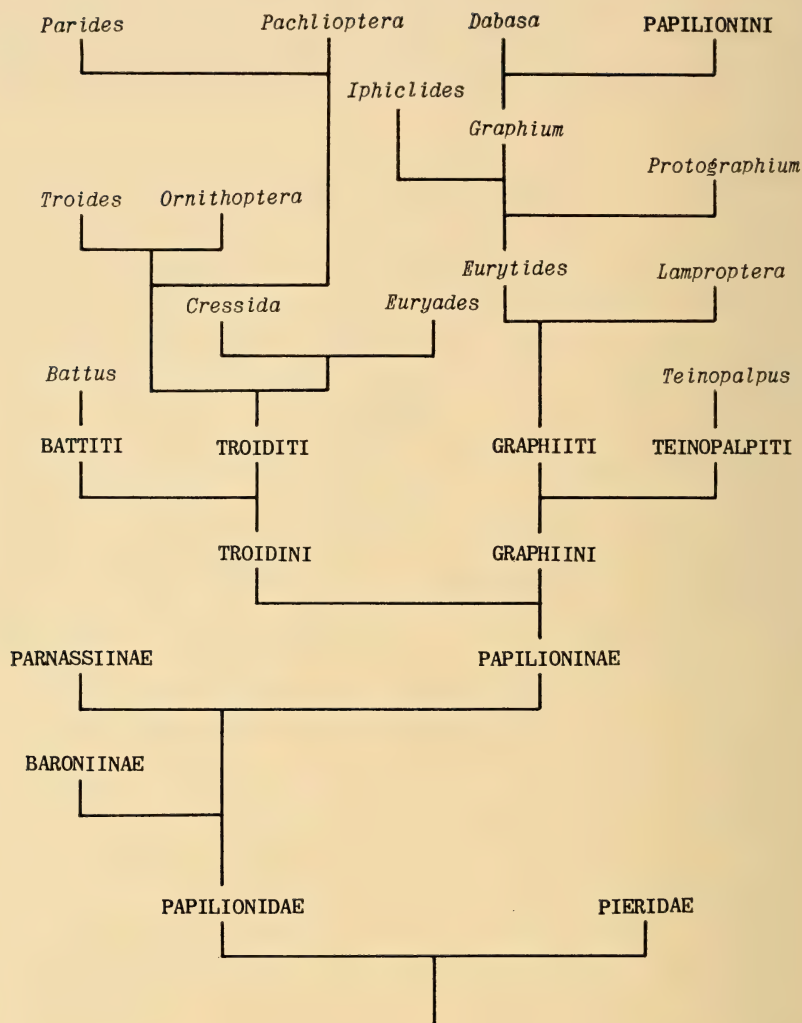 Parides Pachlioptera Dabasa PAPILIONINI
Iphiclides
Graphium
Protographium
Troides Ornithoptera
Eurytides Lamproptera
Cressida Euryades
Battus Teinopalpus
BATTITI TROIDITI GRAPHIITI TEINOPALPITI
TROIDINI GRAPHIINI
PARNASSIINAE PAPILIONINAE
BARONIINAE
PAPILIONIDAE PIERIDAE